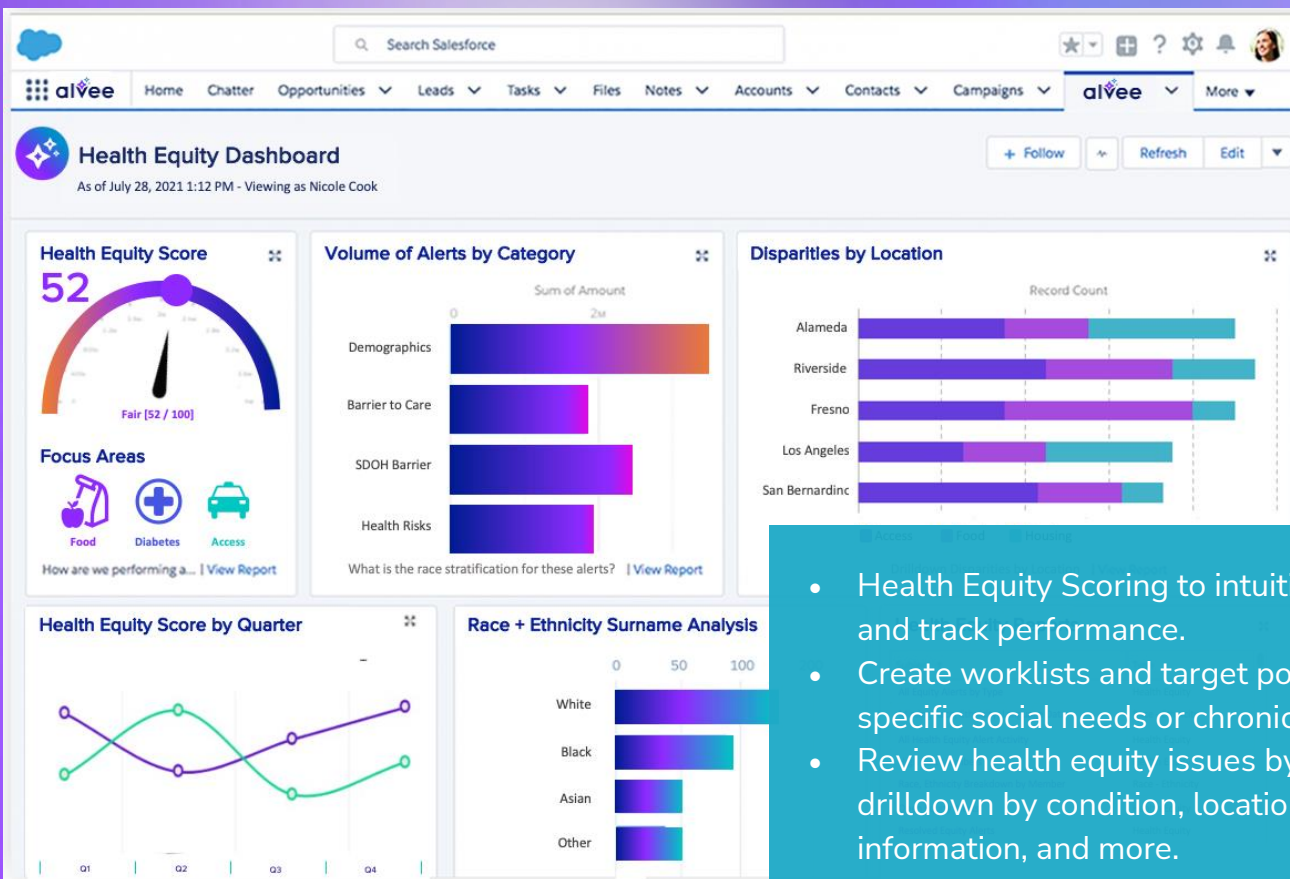 Search Salesforce
alvee Home Chatter Opportunities Leads Tasks Files Notes Accounts Contacts Campaigns alvee More
Health Equity Dashboard
As of July 28, 2021 1:12 PM - Viewing as Nicole Cook
+ Follow Refresh Edit
Health Equity Score
52
Fair [52 / 100]
Focus Areas
Food Diabetes Access
How are we performing a... | View Report
Volume of Alerts by Category
Sum of Amount
0 2M
Demographics
Barrier to Care
SDOH Barrier
Health Risks
What is the race stratification for these alerts? | View Report
Disparities by Location
Record Count
Alameda
Riverside
Fresno
Los Angeles
San Bernardinc
Access Food Housing
Health Equity Score by Quarter
Q1 Q2 Q3 Q4
Race + Ethnicity Surname Analysis
0 50 100
White
Black
Asian
Other
• Health Equity Scoring to intuiti
and track performance.
• Create worklists and target po
specific social needs or chronic
• Review health equity issues by
drilldown by condition, locatio
information, and more.